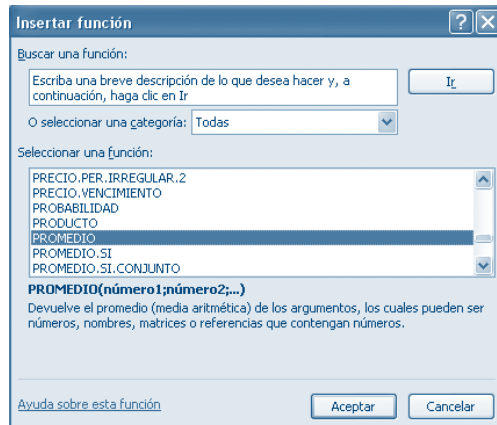 Insertar función
Buscar una función:
Escriba una breve descripción de lo que desea hacer y, a
continuación, haga clic en Ir
Ir
O seleccionar una categoría: Todas
Seleccionar una función:
PRECIO.PER.IRREGULAR.2
PRECIO.VENCIMIENTO
PROBABILIDAD
PRODUCTO
PROMEDIO
PROMEDIO.SI
PROMEDIO.SI.CONJUNTO
PROMEDIO(número1;número2;...)
Devuelve el promedio (media aritmética) de los argumentos, los cuales pueden ser
números, nombres, matrices o referencias que contengan números.
Ayuda sobre esta función
Aceptar
Cancelar